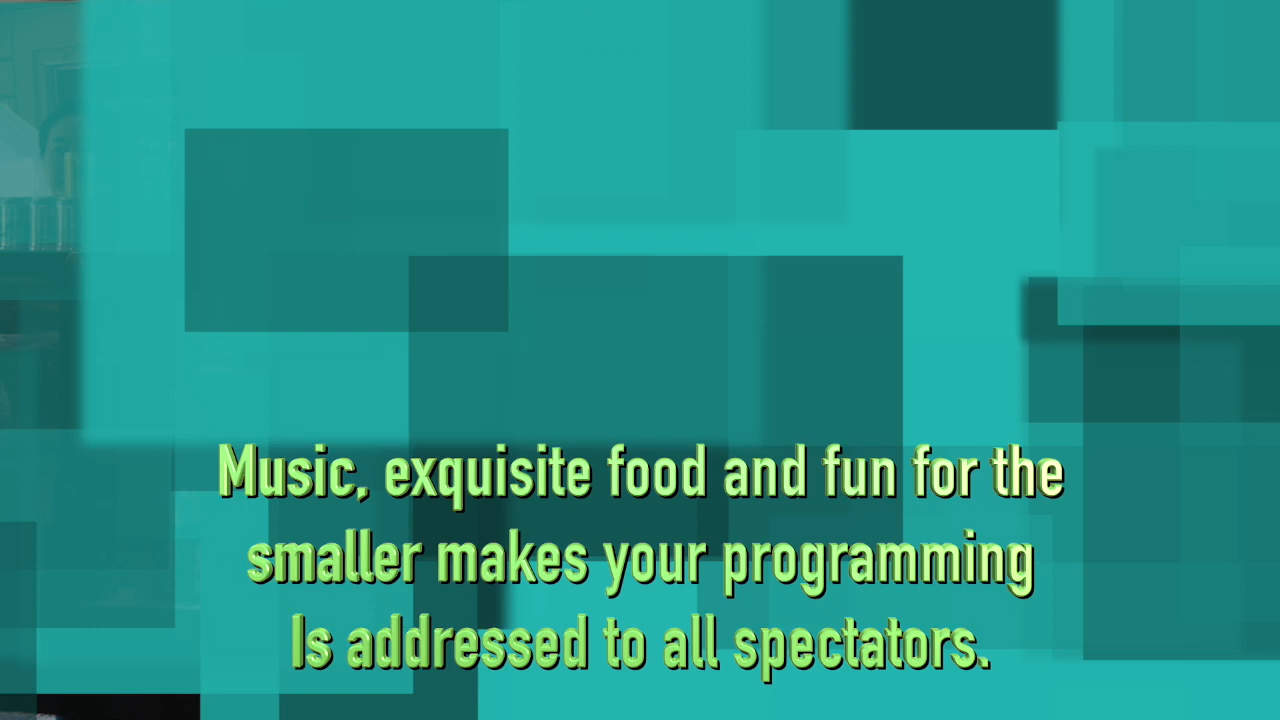 Music, exquisite food and fun for the
smaller makes your programming
Is addressed to all spectators.